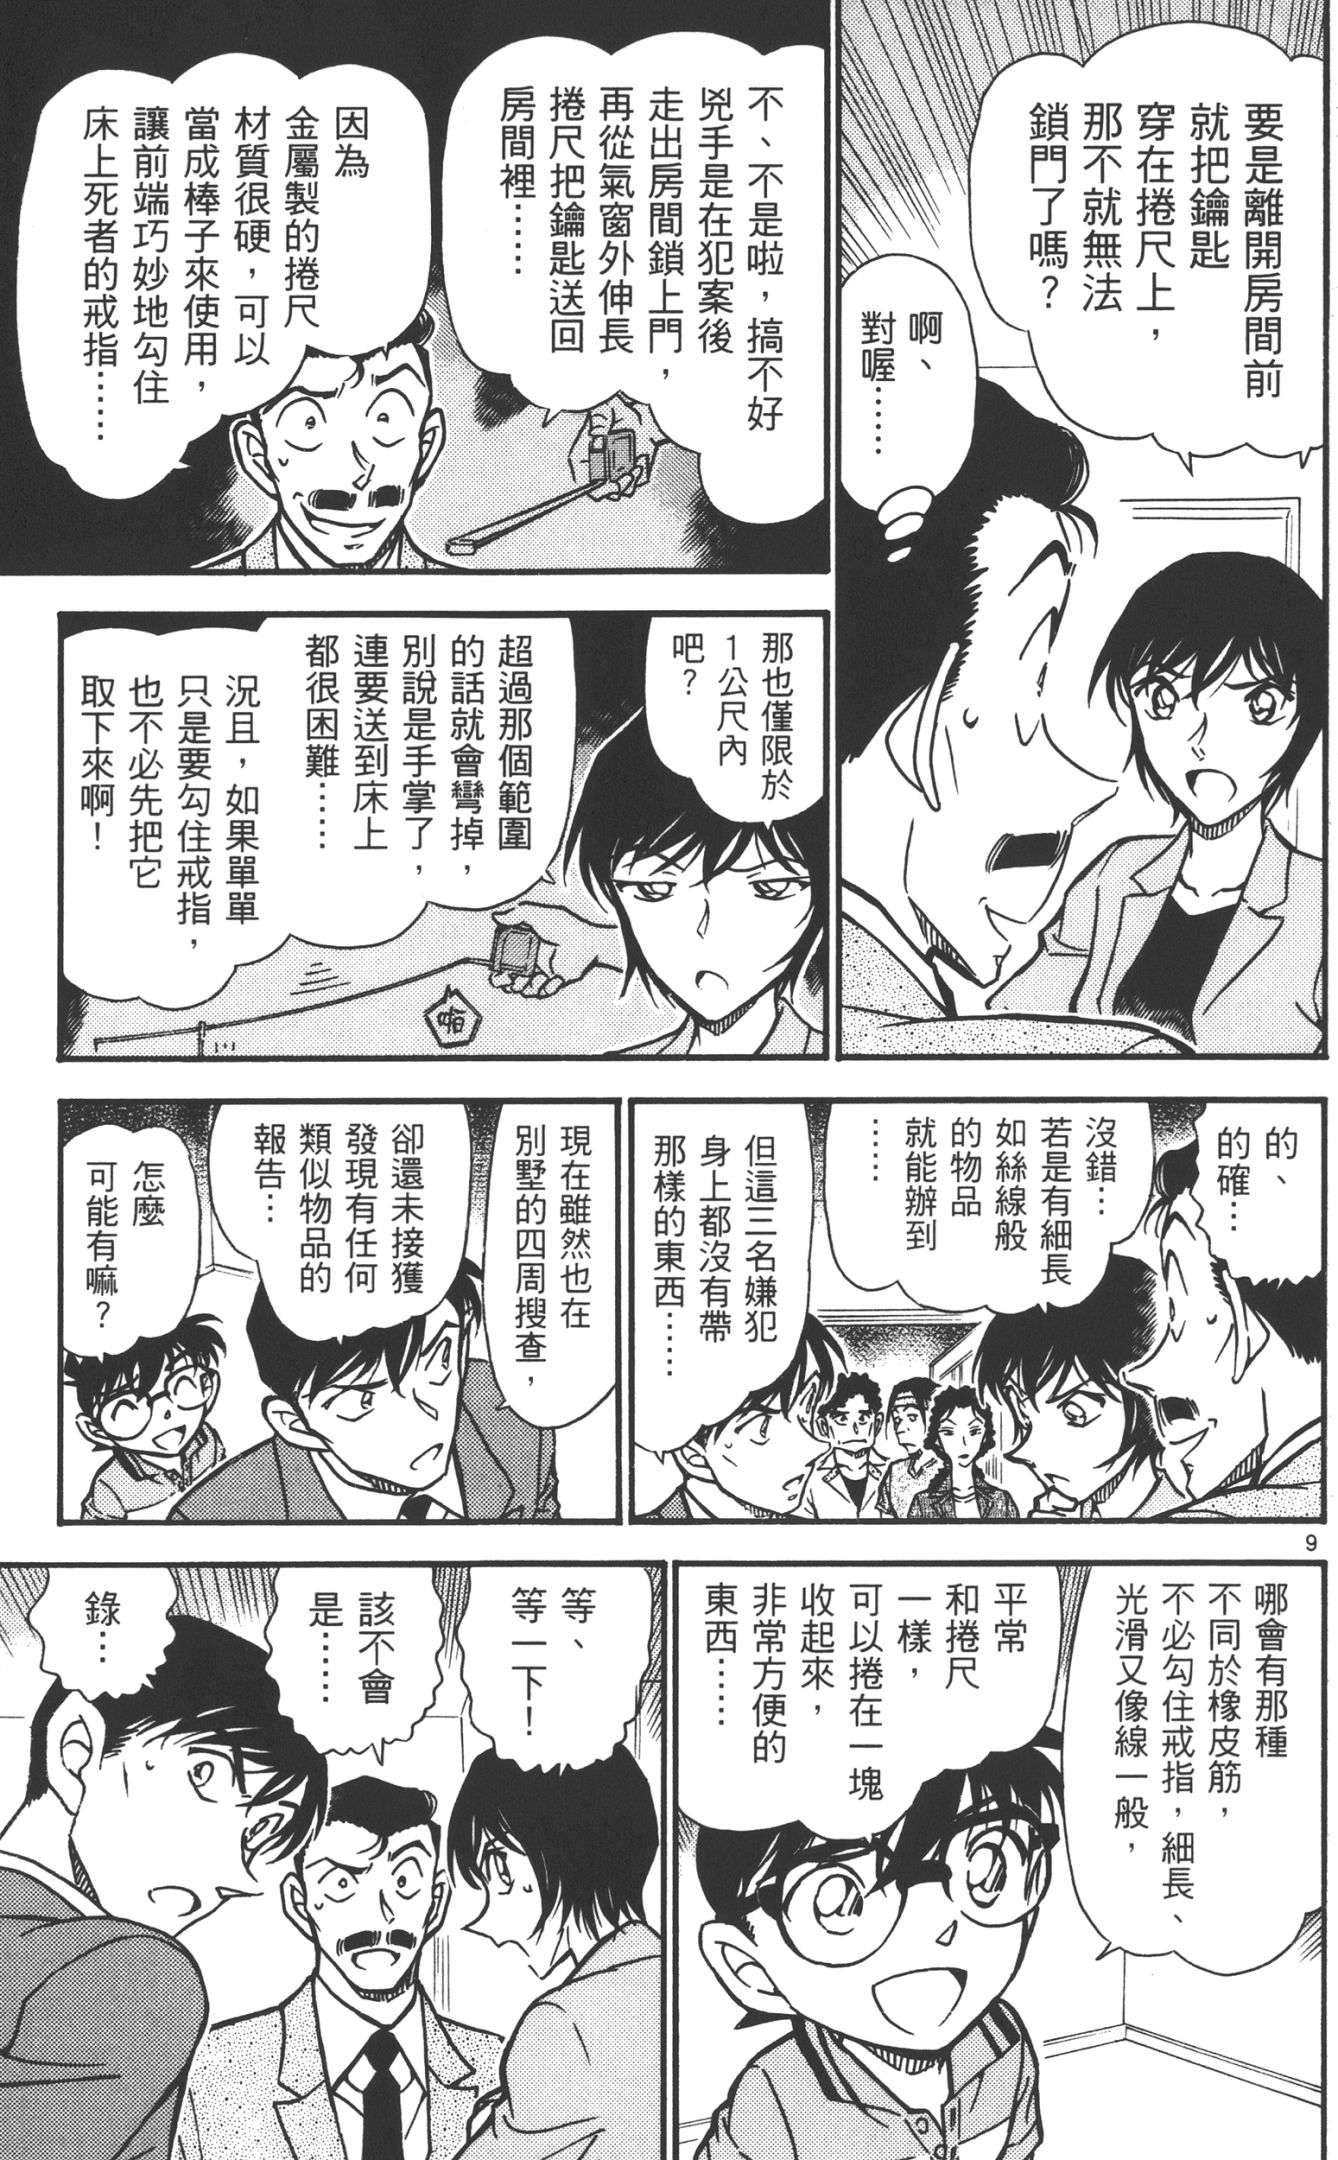 要是離開房間前
就把鑰匙
穿在捲尺上，
那不就無法
鎖門了嗎？
啊、
對喔……
不、不是啦，搞不好
兇手是在犯案後
走出房間鎖上門，
再從氣窗外伸長
捲尺把鑰匙送回
房間裡……
因為
金屬製的捲尺
材質很硬，可以
當成棒子來使用，
讓前端巧妙地勾住
床上死者的戒指……
那也僅限於
1公尺內
吧？
超過那個範圍
的話就會彎掉，
別說是手掌了，
連要送到床上
都很困難……
況且，如果單單
只是要勾住戒指，
也不必先把它
取下來啊！
啪
的、
的確…
沒錯…
若是有細長
如絲線般
的物品
就能辦到
……
但這三名嫌犯
身上都沒有帶
那樣的東西……
現在雖然也在
別墅的四周搜查，
卻還未接獲
發現有任何
類似物品的
報告…
怎麼
可能有嘛？
9
哪會有那種
不同於橡皮筋，
不必勾住戒指，細長、
光滑又像線一般，
平常
和捲尺
一樣，
可以捲在一塊
收起來，
非常方便的
東西……
等、
等一下！
該不會
是……
錄…